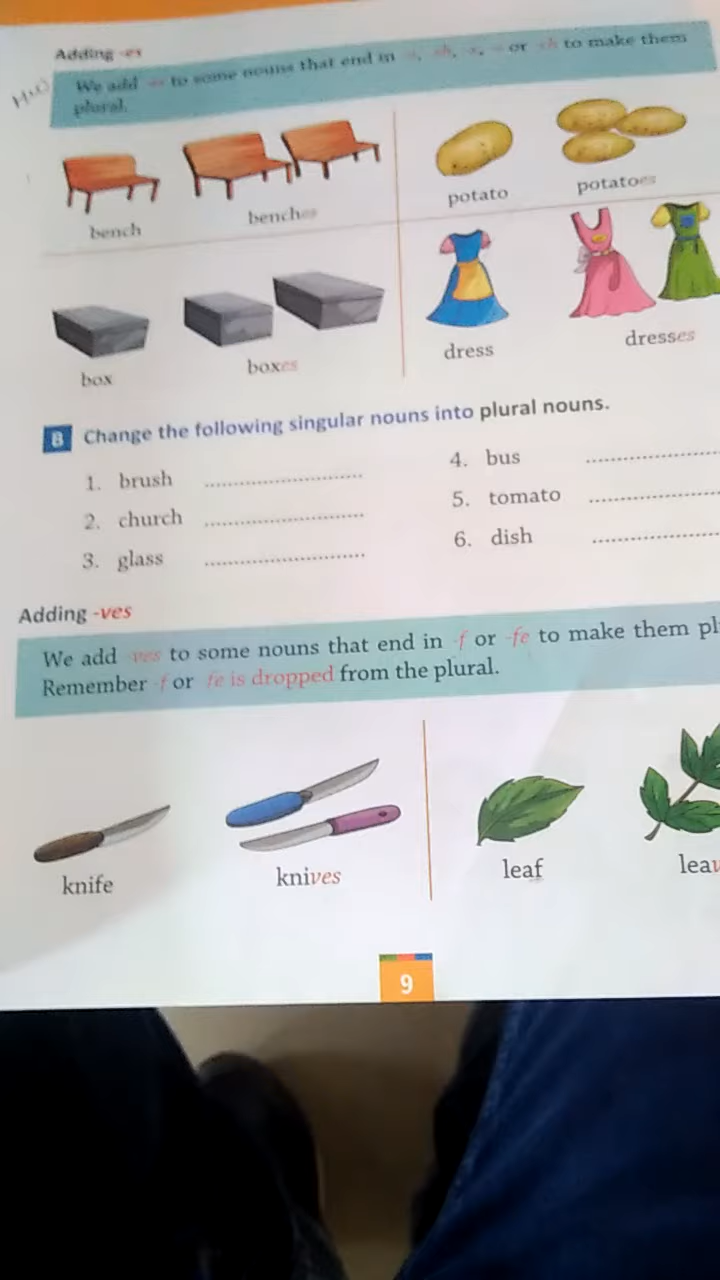 Adding -es
H.W
We add -es to some nouns that end in sh, or ch to make them
plural.
bench
benches
potato
potatoes
box
boxes
dress
dresses
B Change the following singular nouns into plural nouns.
1. brush ....................
2. church ....................
3. glass ....................
4. bus ....................
5. tomato ....................
6. dish ....................
Adding -ves
We add -ves to some nouns that end in -f or -fe to make them pl
Remember -f or fe is dropped from the plural.
knife
knives
leaf
leav
9